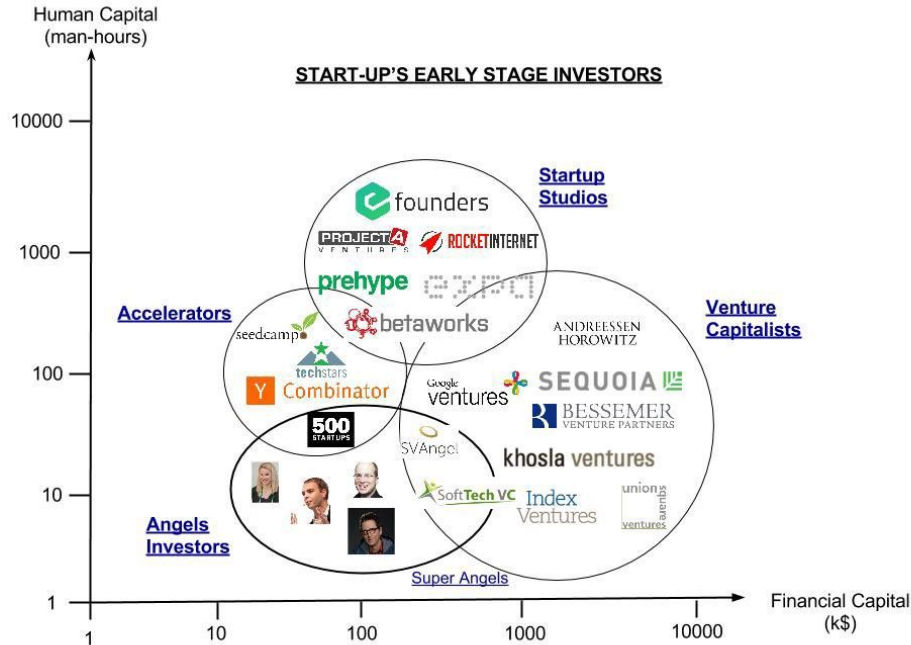 Human Capital
(man-hours)
START-UP'S EARLY STAGE INVESTORS
10000
Startup
Studios
founders
PROJECT A
VENTURES
ROCKET INTERNET
1000
prehype
expa
Accelerators
Venture
Capitalists
seedcamp
betaworks
ANDREESSEN
HOROWITZ
techstars
100
Y Combinator
Google
ventures
SEQUOIA
BESSEMER
VENTURE PARTNERS
500
STARTUPS
SVAngel
khosla ventures
10
SoftTech VC
Index
Ventures
union
square
ventures
Angels
Investors
Super Angels
1
Financial Capital
(k$)
1
10
100
1000
10000